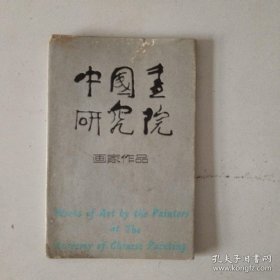 中國画
研究院
画家作品
Works of Art by the Painters
of The
Academy of Chinese Painting
孔夫子旧书网